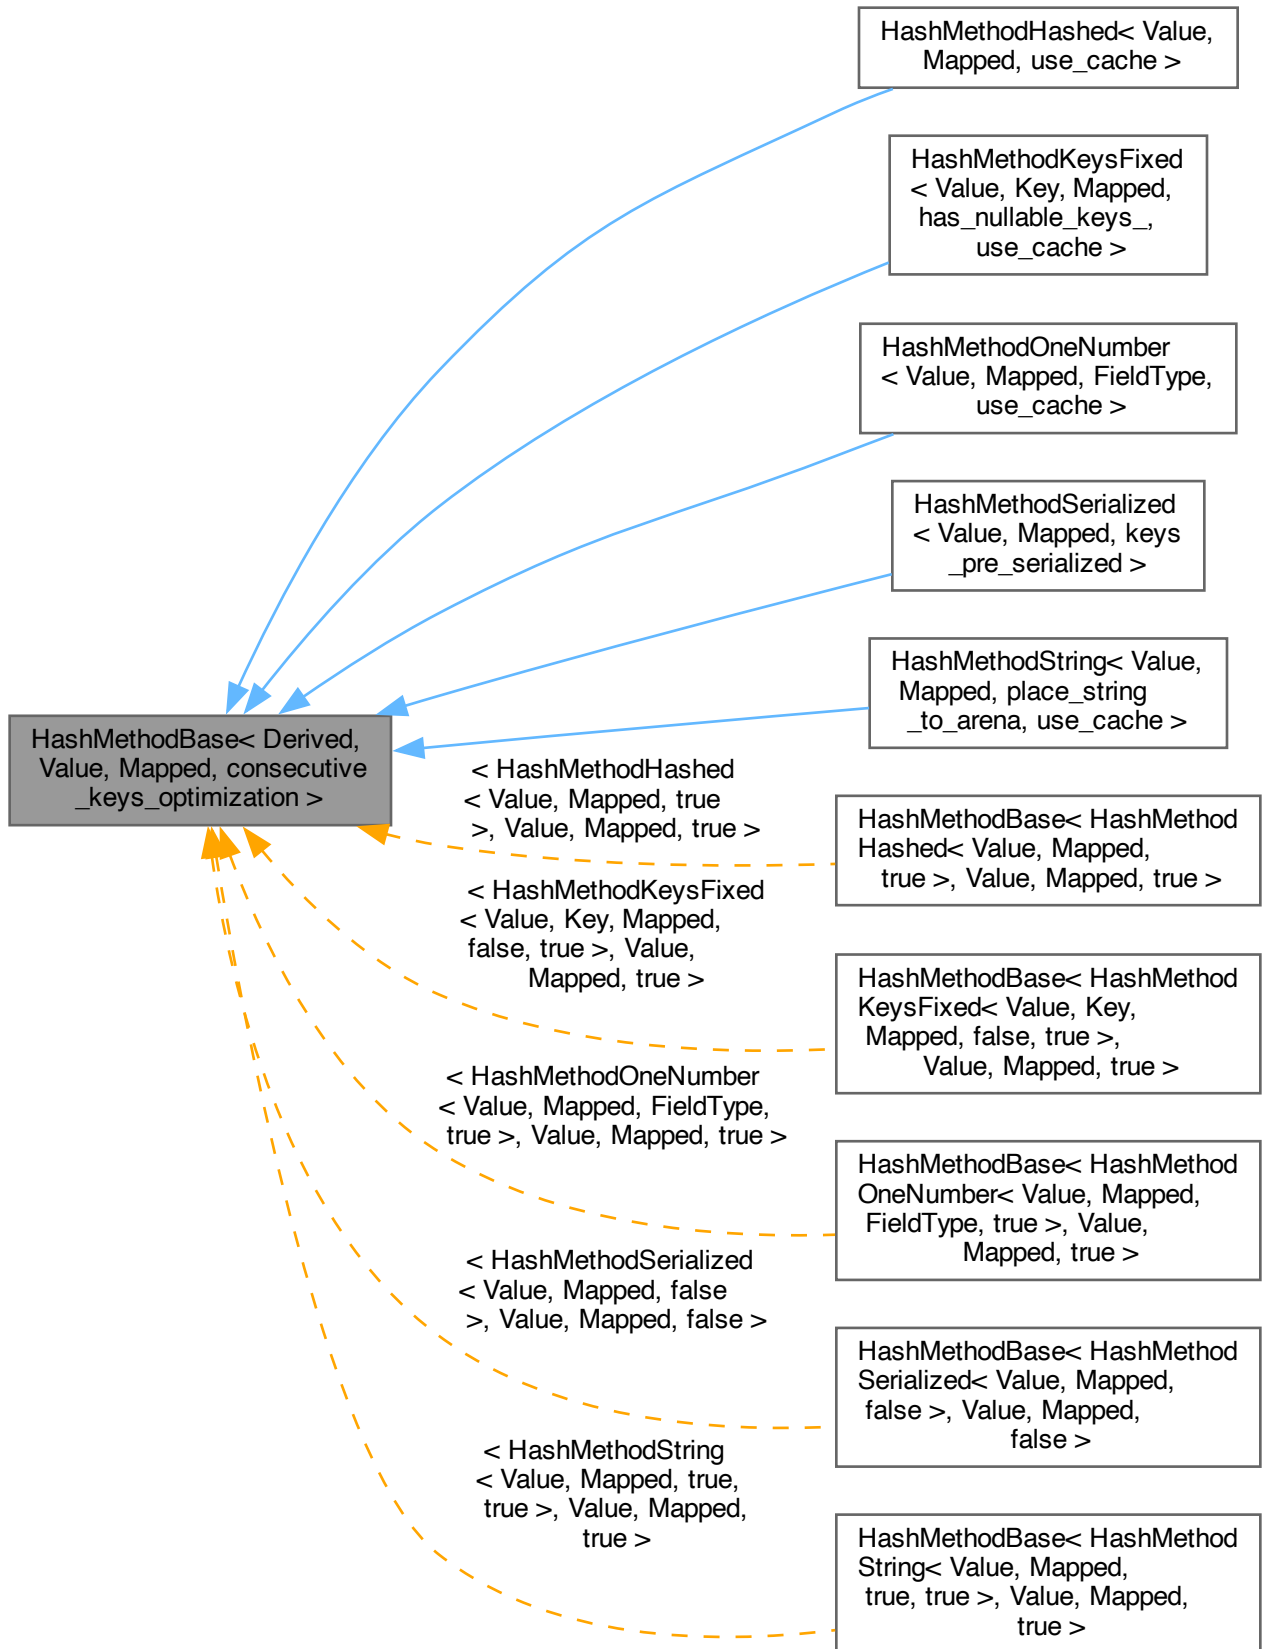 HashMethodHashed< Value,
Mapped, use_cache >
HashMethodKeysFixed
< Value, Key, Mapped,
has_nullable_keys_,
use_cache >
HashMethodOneNumber
< Value, Mapped, FieldType,
use_cache >
HashMethodSerialized
< Value, Mapped, keys
_pre_serialized >
HashMethodString< Value,
Mapped, place_string
_to_arena, use_cache >
HashMethodBase< Derived,
Value, Mapped, consecutive
_keys_optimization >
< HashMethodHashed
< Value, Mapped, true
>, Value, Mapped, true >
HashMethodBase< HashMethod
Hashed< Value, Mapped,
true >, Value, Mapped, true >
< HashMethodKeysFixed
< Value, Key, Mapped,
false, true >, Value,
Mapped, true >
HashMethodBase< HashMethod
KeysFixed< Value, Key,
Mapped, false, true >,
Value, Mapped, true >
< HashMethodOneNumber
< Value, Mapped, FieldType,
true >, Value, Mapped, true >
HashMethodBase< HashMethod
OneNumber< Value, Mapped,
FieldType, true >, Value,
Mapped, true >
< HashMethodSerialized
< Value, Mapped, false
>, Value, Mapped, false >
HashMethodBase< HashMethod
Serialized< Value, Mapped,
false >, Value, Mapped,
false >
< HashMethodString
< Value, Mapped, true,
true >, Value, Mapped,
true >
HashMethodBase< HashMethod
String< Value, Mapped,
true, true >, Value, Mapped,
true >